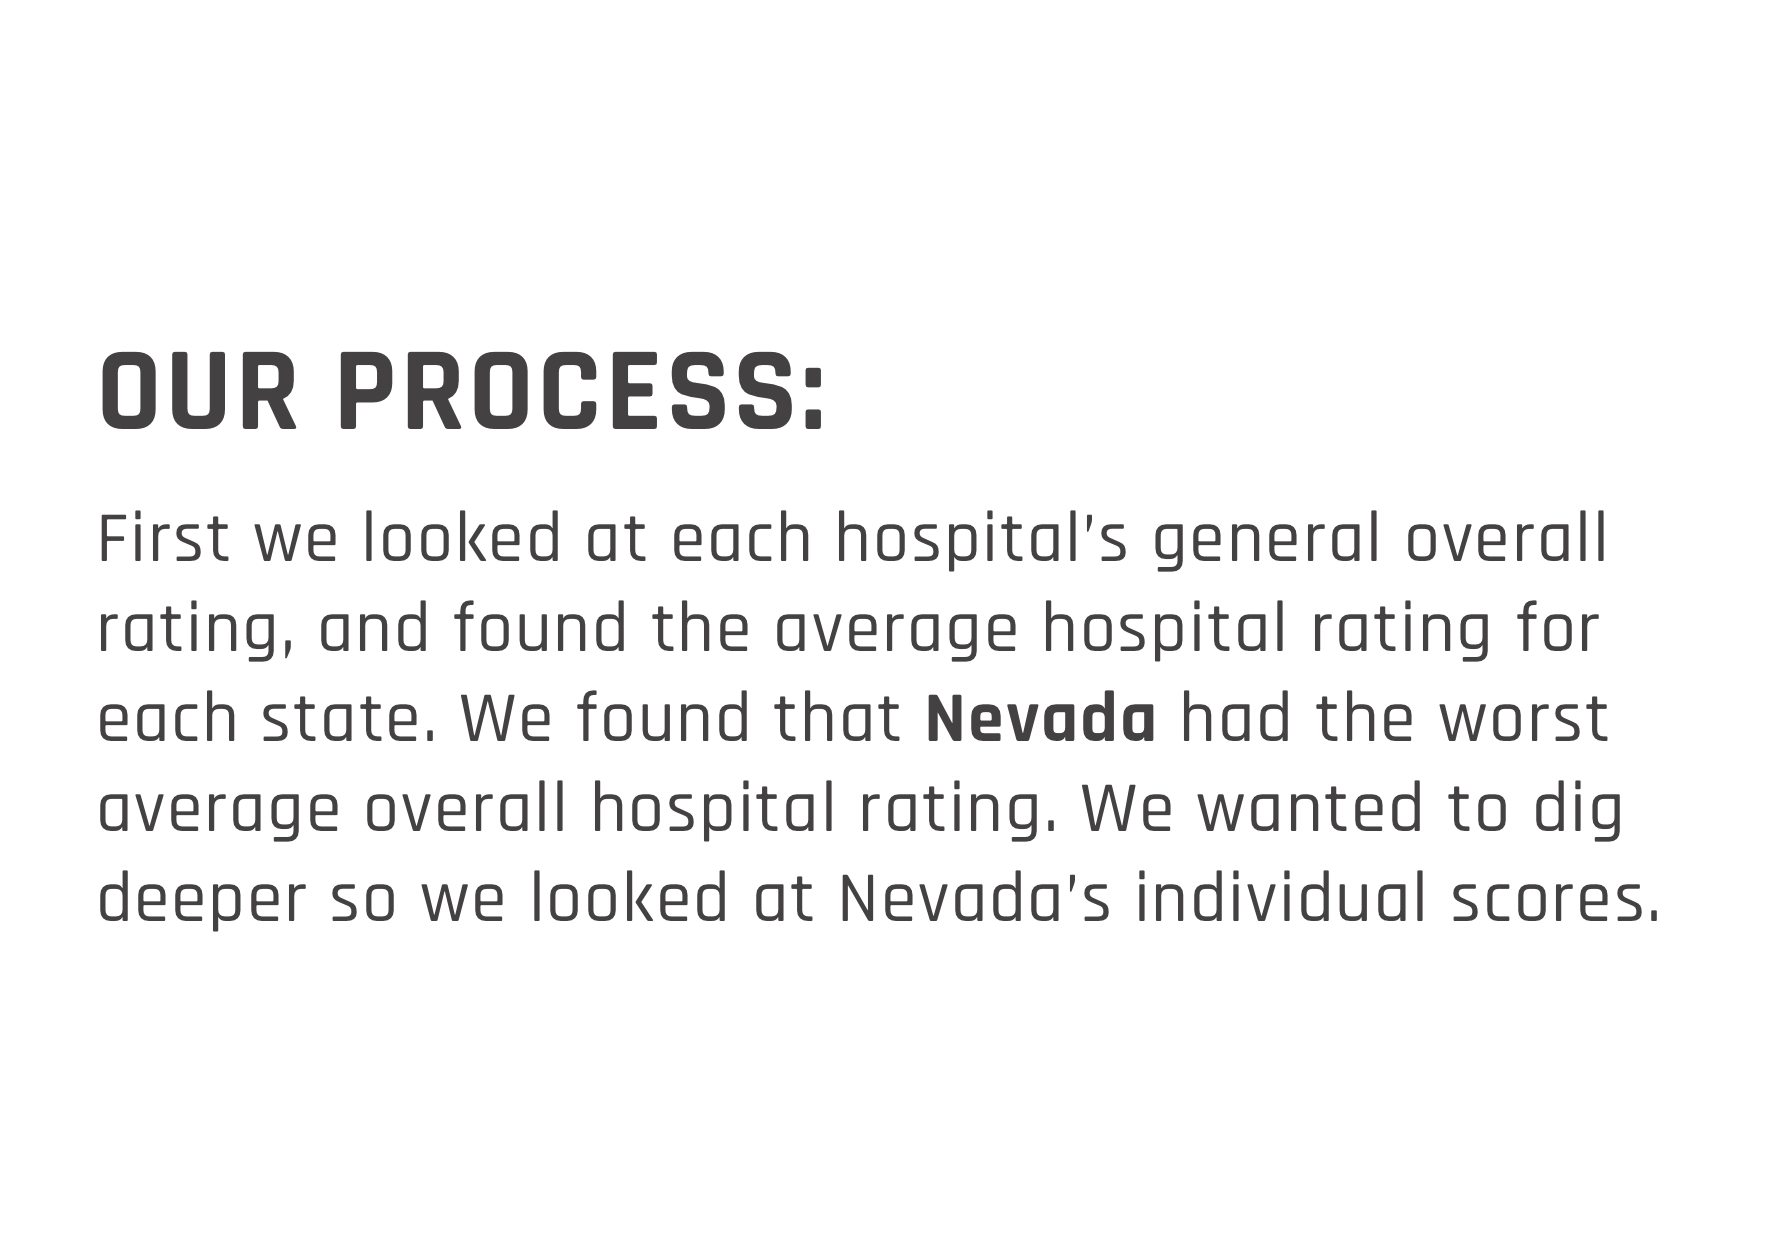 OUR PROCESS:
First we looked at each hospital's general overall
rating, and found the average hospital rating for
each state. We found that Nevada had the worst
average overall hospital rating. We wanted to dig
deeper so we looked at Nevada's individual scores.